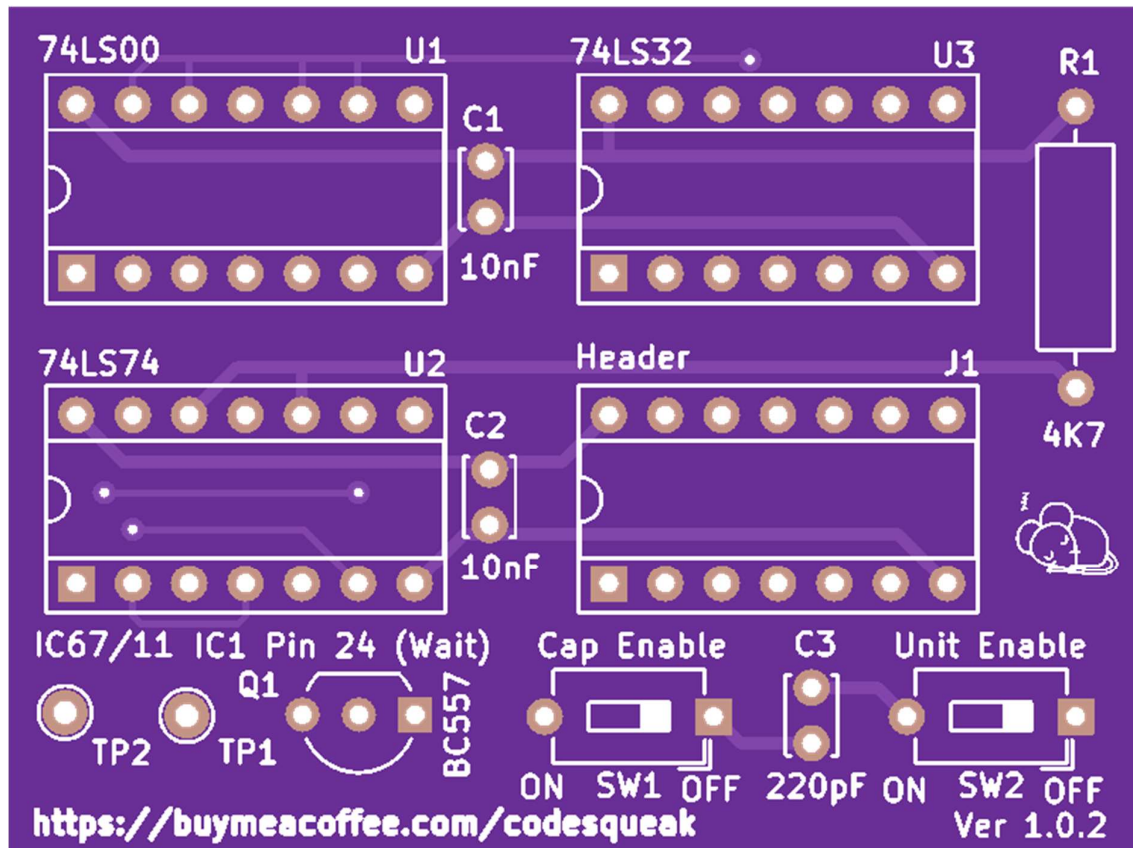 74LS00 U1 74LS32 U3 R1
C1
10nF
74LS74 U2 Header J1
C2 4K7
10nF
IC67/11 IC1 Pin 24 (Wait) Cap Enable C3 Unit Enable
Q1 BC557
TP2 TP1
ON SW1 OFF 220pF ON SW2 OFF
https://buymeacoffee.com/codesqueak Ver 1.0.2